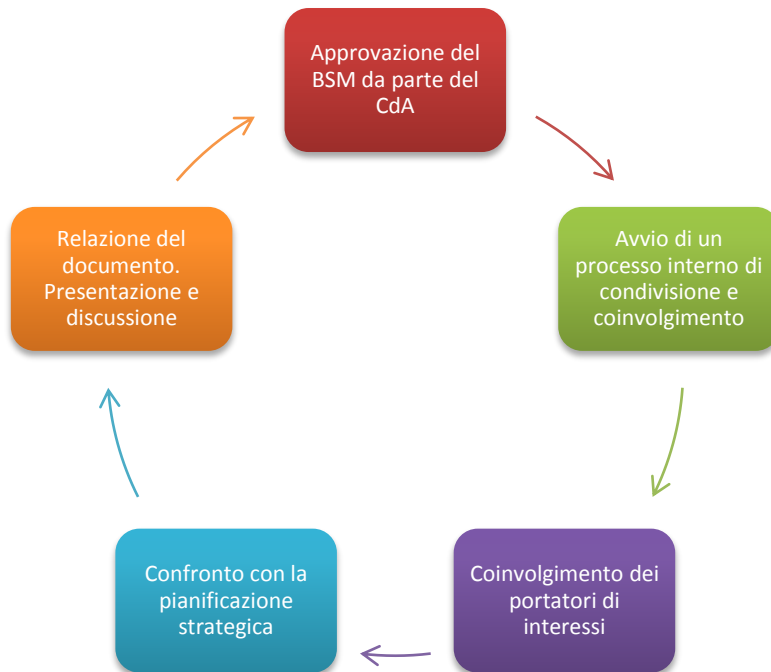 Approvazione del
BSM da parte del
CdA
Avvio di un
processo interno di
condivisione e
coinvolgimento
Coinvolgimento dei
portatori di
interessi
Confronto con la
pianificazione
strategica
Relazione del
documento.
Presentazione e
discussione